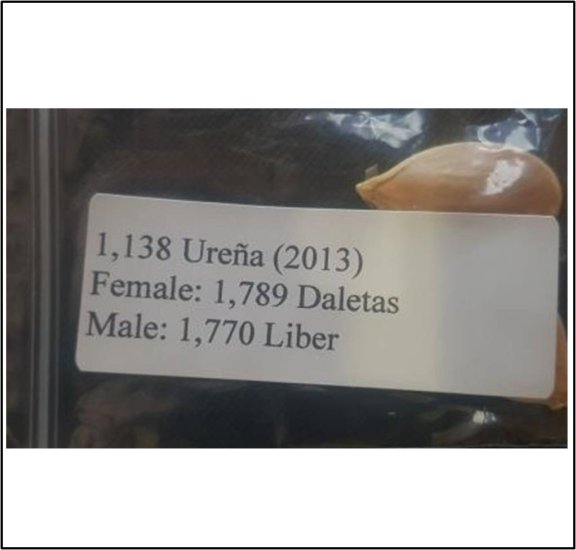 1,138 Ureña (2013)
Female: 1,789 Daletas
Male: 1,770 Liber